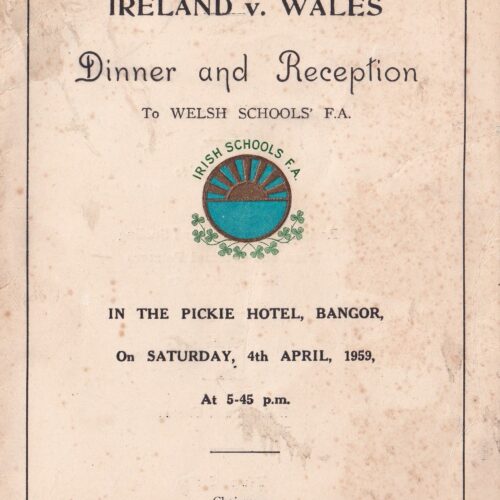 IRELAND v. WALES
Dinner and Reception
To WELSH SCHOOLS' F.A.
IRISH SCHOOLS F.A.
IN THE PICKIE HOTEL, BANGOR,
On SATURDAY, 4th APRIL, 1959,
At 5-45 p.m.